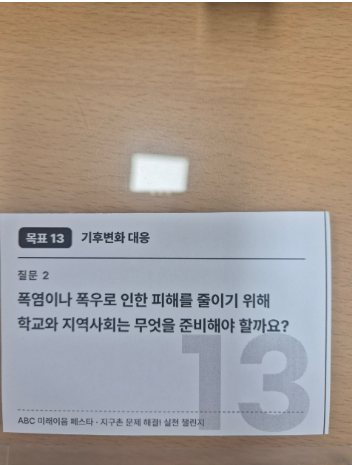 목표 13 기후변화 대응
질문 2
폭염이나 폭우로 인한 피해를 줄이기 위해
학교와 지역사회는 무엇을 준비해야 할까요?
13
ABC 미래이음 페스타 · 지구촌 문제 해결! 실천 챌린지